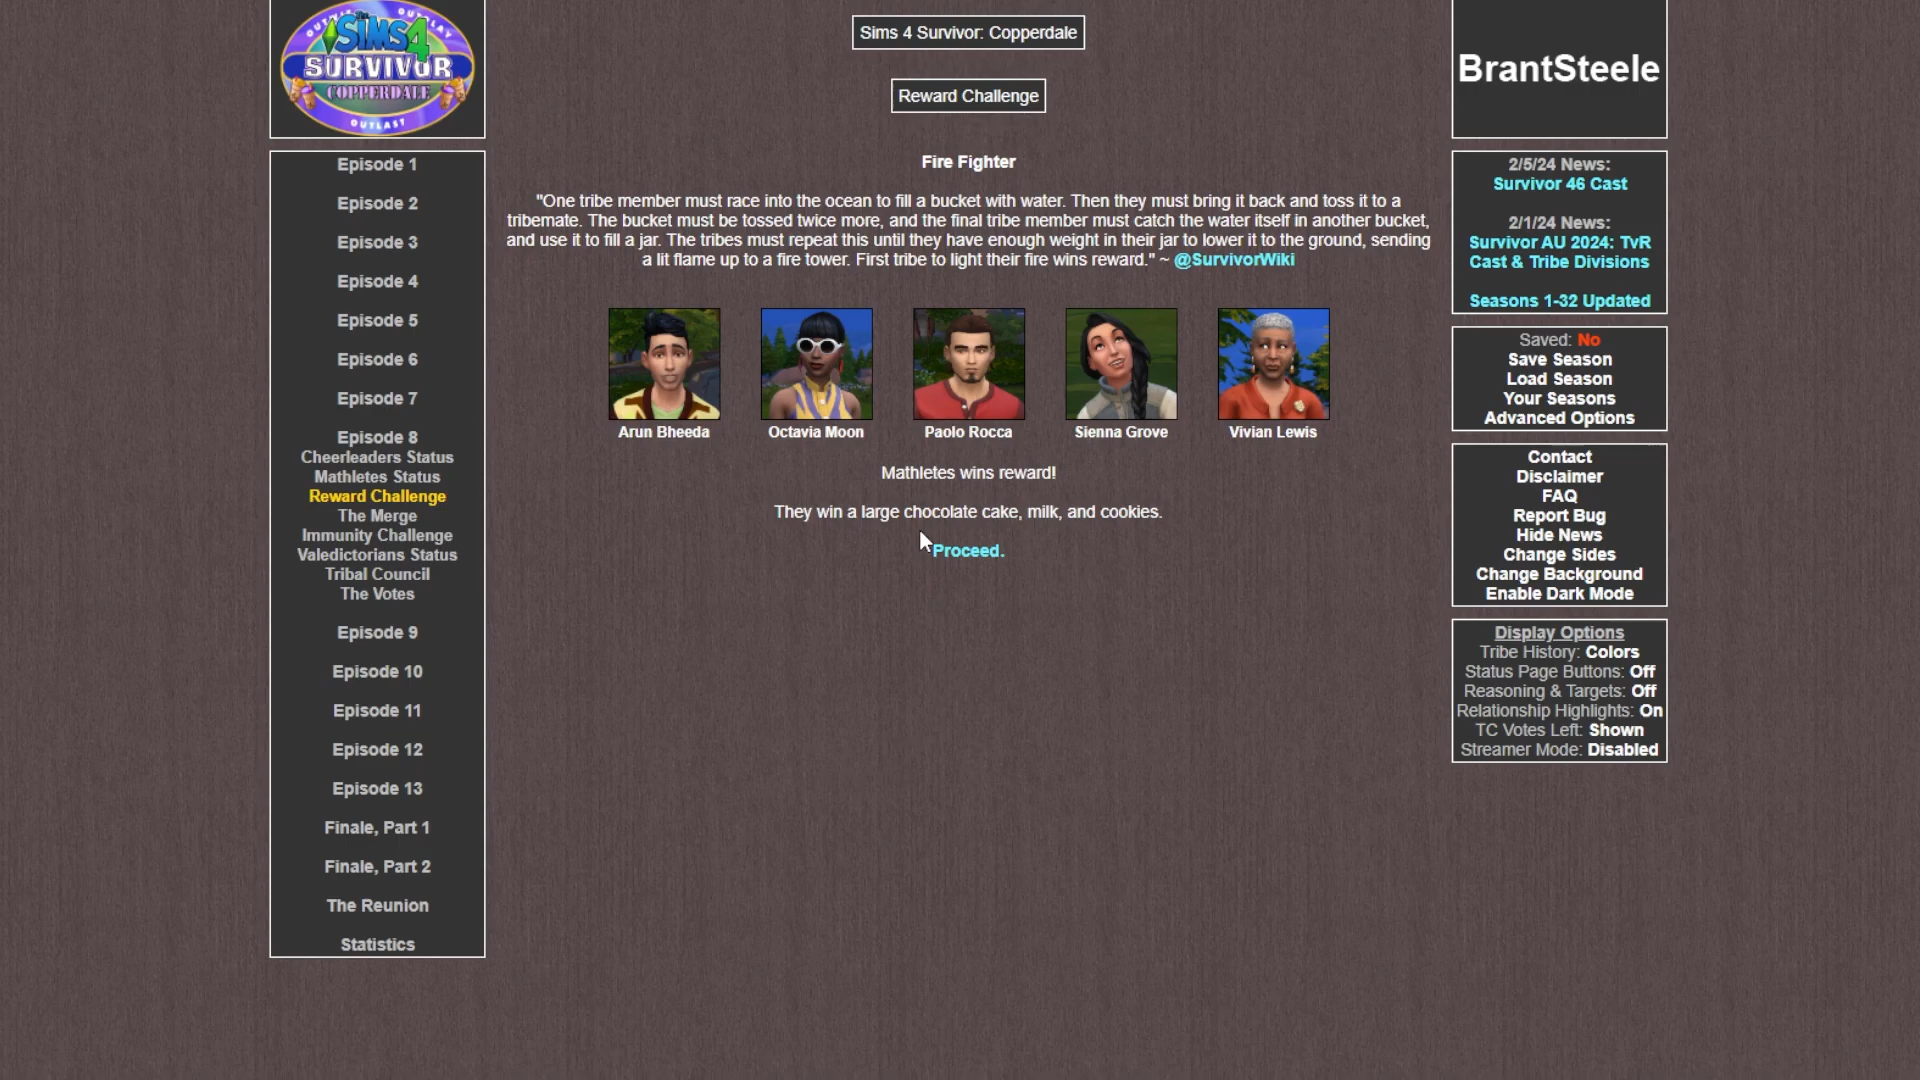 OUTWIT OUTPLAY
The SIMS 4
SURVIVOR
COPPERDALE
OUTLAST
Episode 1
Episode 2
Episode 3
Episode 4
Episode 5
Episode 6
Episode 7
Episode 8
Cheerleaders Status
Mathletes Status
Reward Challenge
The Merge
Immunity Challenge
Valedictorians Status
Tribal Council
The Votes
Episode 9
Episode 10
Episode 11
Episode 12
Episode 13
Finale, Part 1
Finale, Part 2
The Reunion
Statistics
Sims 4 Survivor: Copperdale
Reward Challenge
Fire Fighter
"One tribe member must race into the ocean to fill a bucket with water. Then they must bring it back and toss it to a
tribemate. The bucket must be tossed twice more, and the final tribe member must catch the water itself in another bucket,
and use it to fill a jar. The tribes must repeat this until they have enough weight in their jar to lower it to the ground, sending
a lit flame up to a fire tower. First tribe to light their fire wins reward." ~ @SurvivorWiki
Arun Bheeda Octavia Moon Paolo Rocca Sienna Grove Vivian Lewis
Mathletes wins reward!
They win a large chocolate cake, milk, and cookies.
Proceed.
BrantSteele
2/5/24 News:
Survivor 46 Cast
2/1/24 News:
Survivor AU 2024: TvR
Cast & Tribe Divisions
Seasons 1-32 Updated
Saved: No
Save Season
Load Season
Your Seasons
Advanced Options
Contact
Disclaimer
FAQ
Report Bug
Hide News
Change Sides
Change Background
Enable Dark Mode
Display Options
Tribe History: Colors
Status Page Buttons: Off
Reasoning & Targets: Off
Relationship Highlights: On
TC Votes Left: Shown
Streamer Mode: Disabled